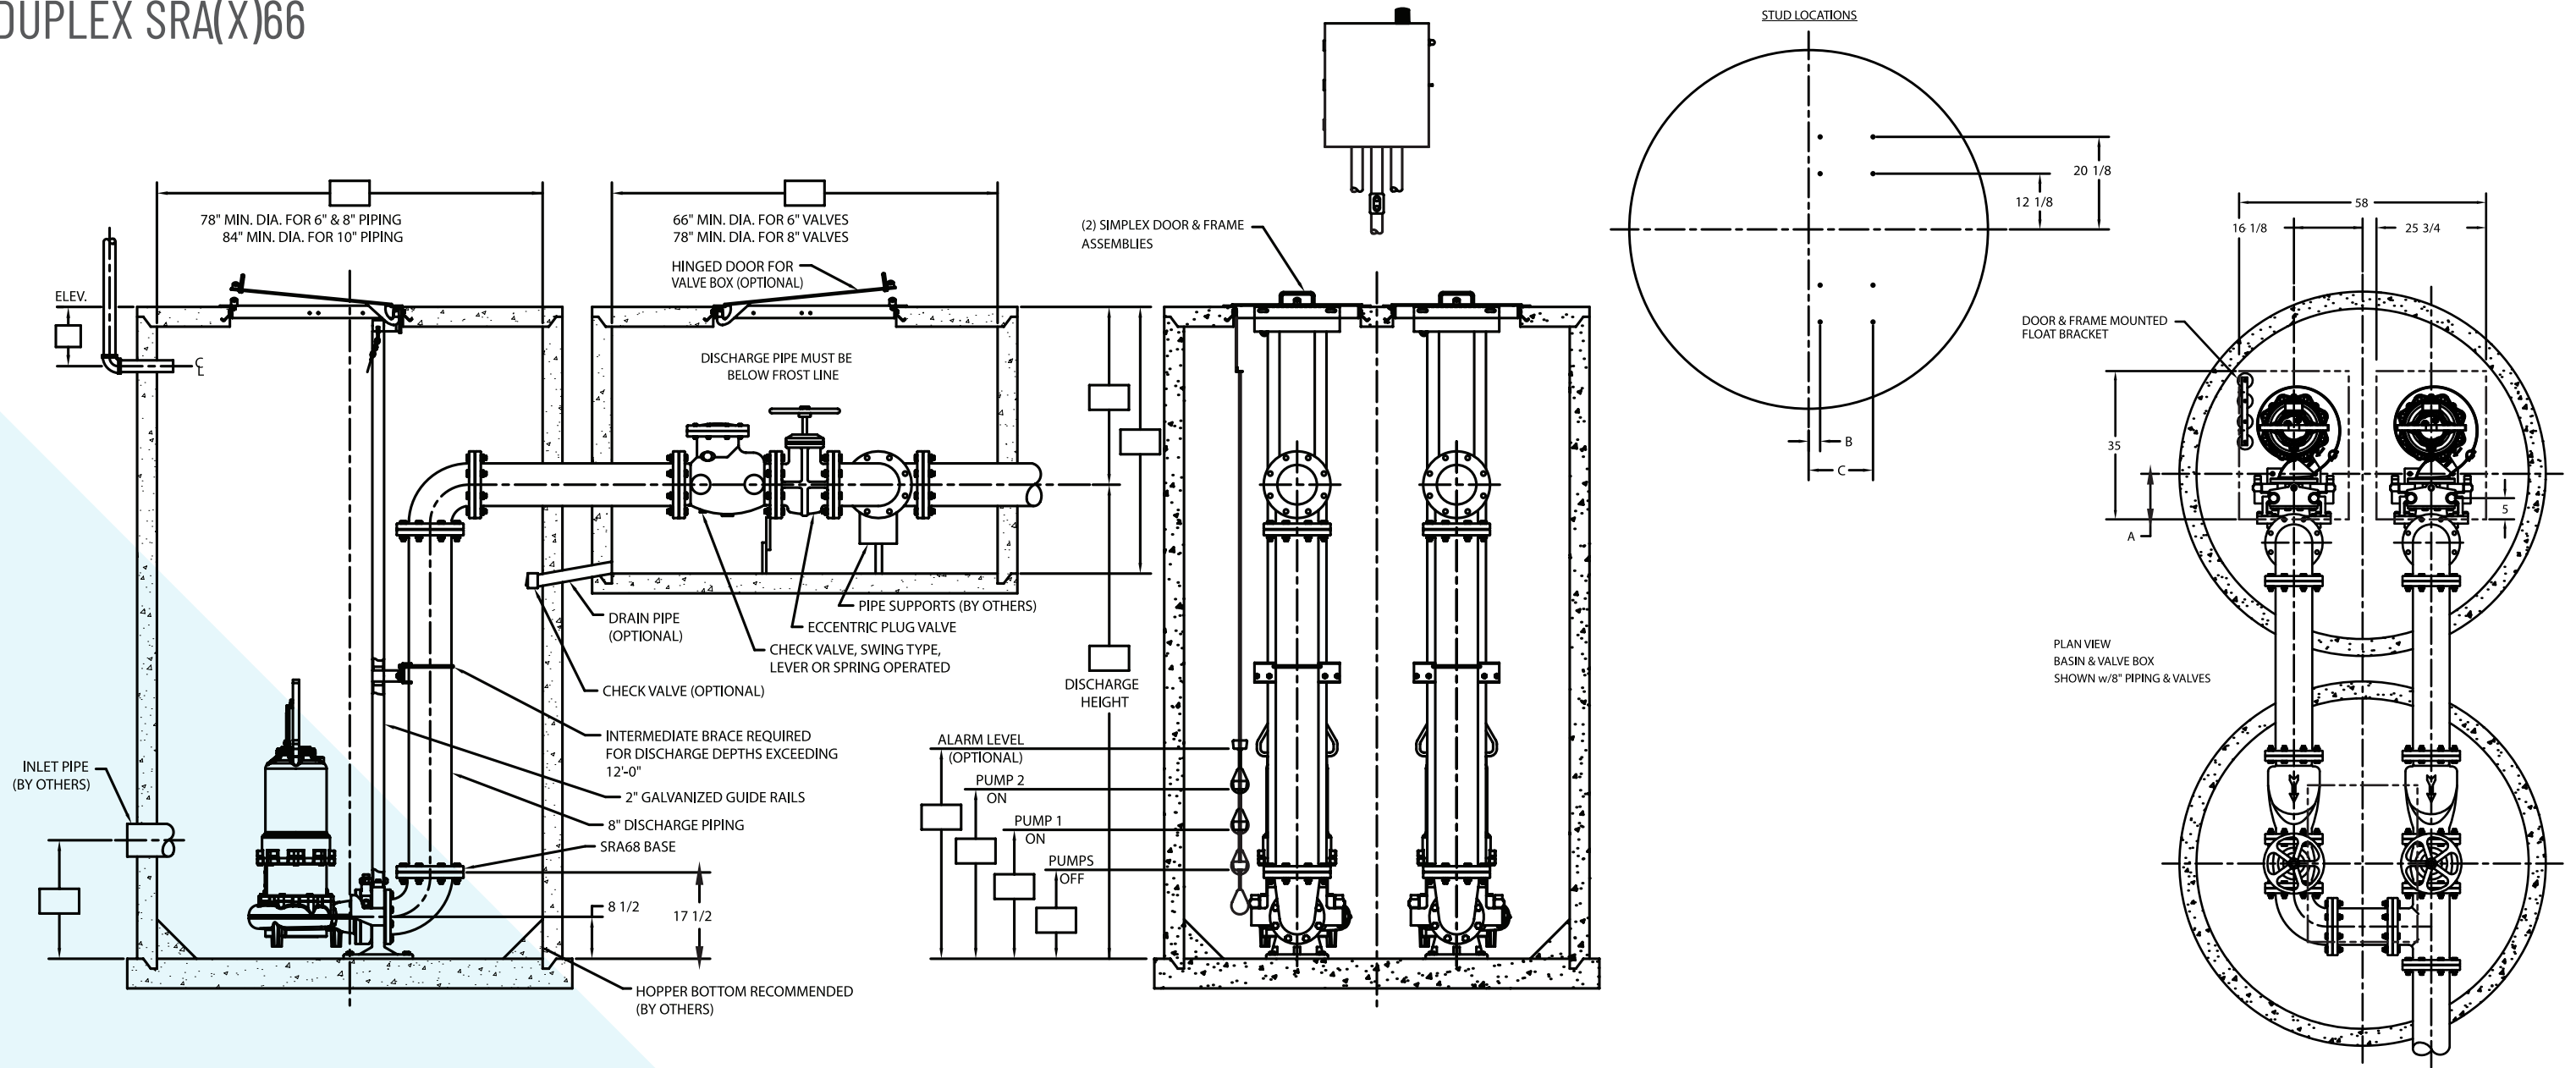 DUPLEX SRA(X)66
STUD LOCATIONS
78" MIN. DIA. FOR 6" & 8" PIPING
84" MIN. DIA. FOR 10" PIPING
66" MIN. DIA. FOR 6" VALVES
78" MIN. DIA. FOR 8" VALVES
HINGED DOOR FOR
VALVE BOX (OPTIONAL)
ELEV.
CL
DISCHARGE PIPE MUST BE
BELOW FROST LINE
DRAIN PIPE
(OPTIONAL)
PIPE SUPPORTS (BY OTHERS)
ECCENTRIC PLUG VALVE
CHECK VALVE, SWING TYPE,
LEVER OR SPRING OPERATED
CHECK VALVE (OPTIONAL)
INTERMEDIATE BRACE REQUIRED
FOR DISCHARGE DEPTHS EXCEEDING
12'-0"
2" GALVANIZED GUIDE RAILS
8" DISCHARGE PIPING
SRA68 BASE
INLET PIPE
(BY OTHERS)
8 1/2
17 1/2
HOPPER BOTTOM RECOMMENDED
(BY OTHERS)
(2) SIMPLEX DOOR & FRAME
ASSEMBLIES
DISCHARGE
HEIGHT
ALARM LEVEL
(OPTIONAL)
PUMP 2
ON
PUMP 1
ON
PUMPS
OFF
20 1/8
12 1/8
B
C
58
16 1/8
25 3/4
DOOR & FRAME MOUNTED
FLOAT BRACKET
35
5
A
PLAN VIEW
BASIN & VALVE BOX
SHOWN w/8" PIPING & VALVES